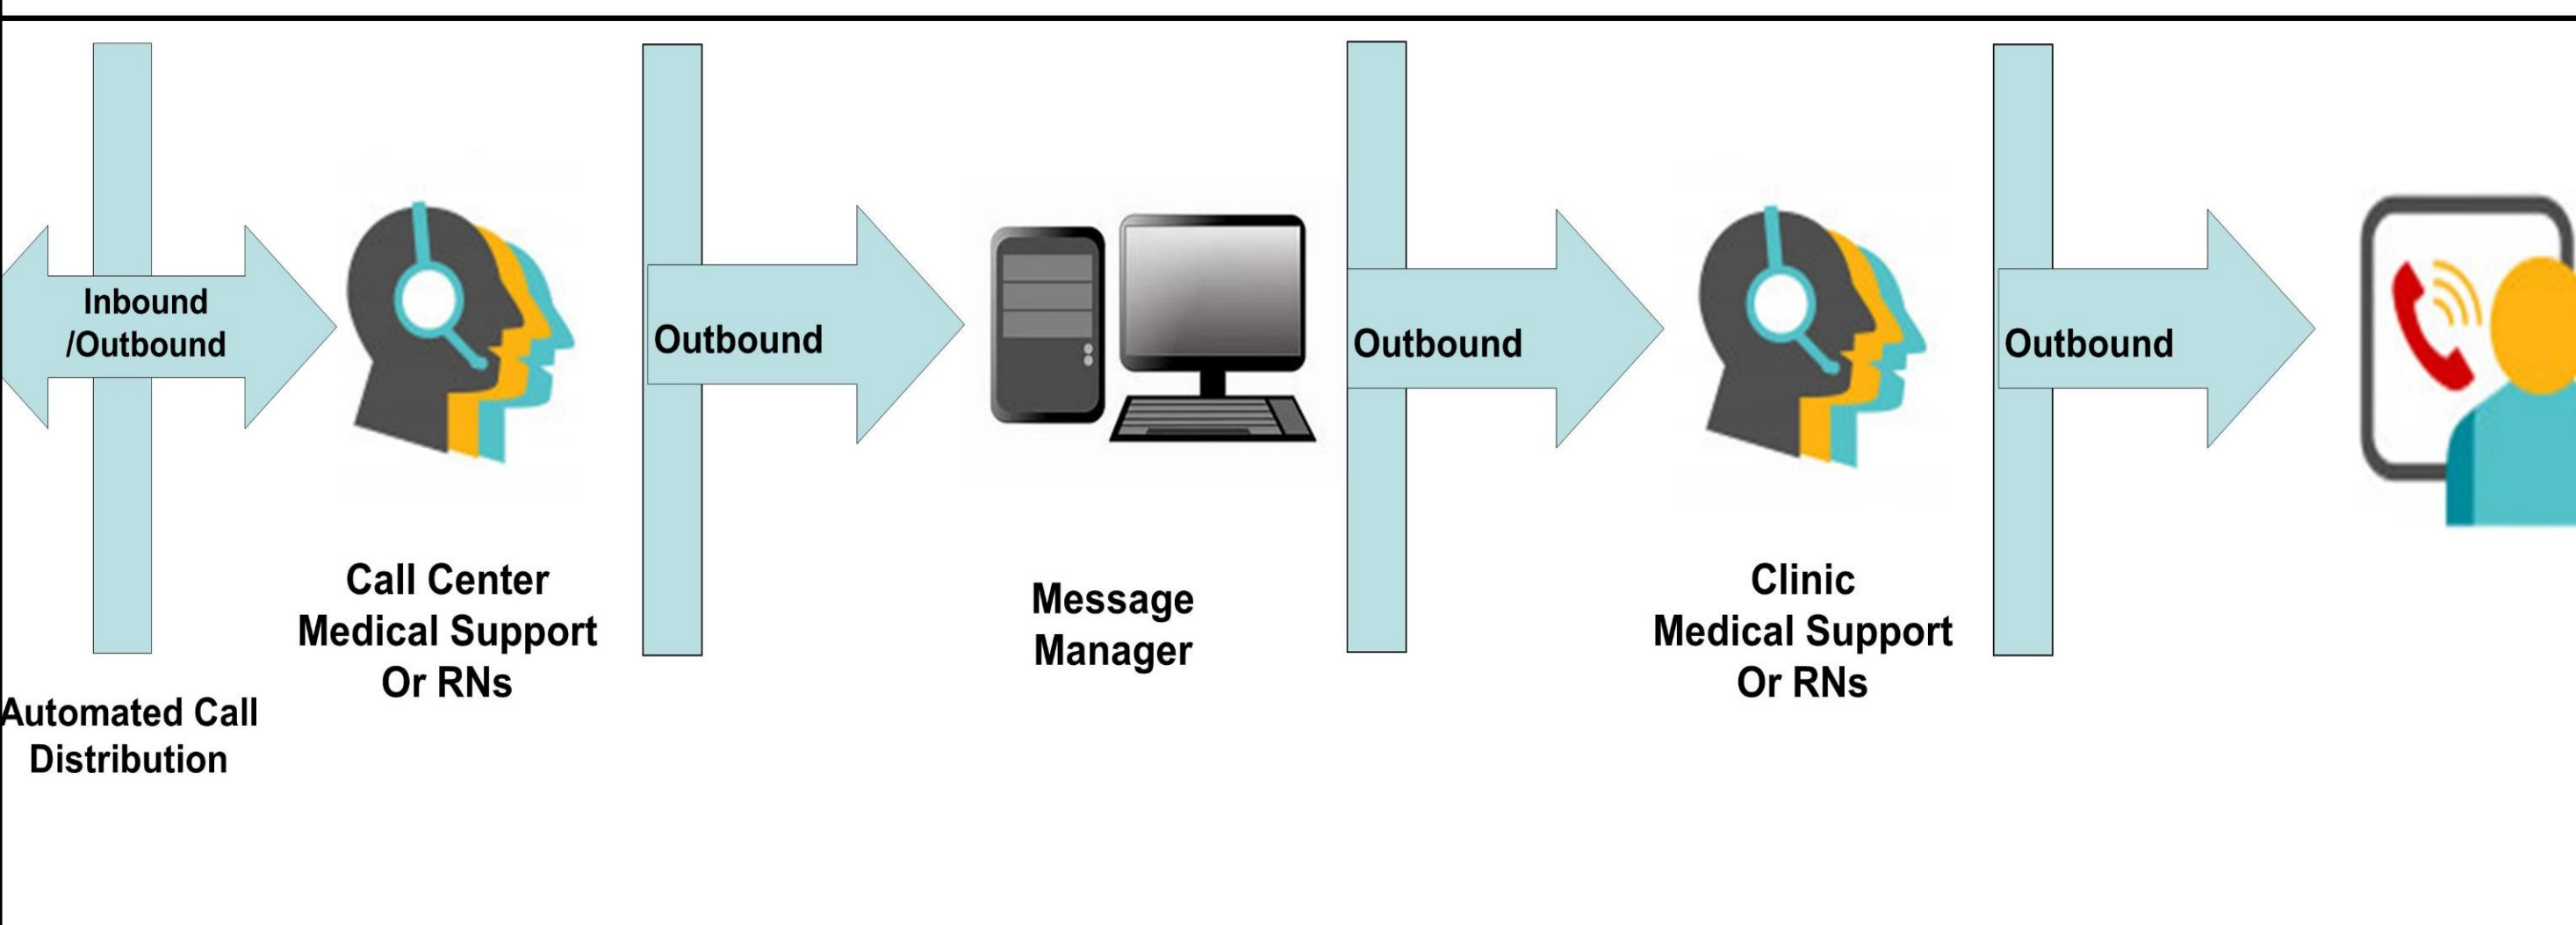 Inbound
/Outbound
Outbound
Outbound
Outbound
Call Center
Medical Support
Or RNs
Message
Manager
Clinic
Medical Support
Or RNs
Automated Call
Distribution